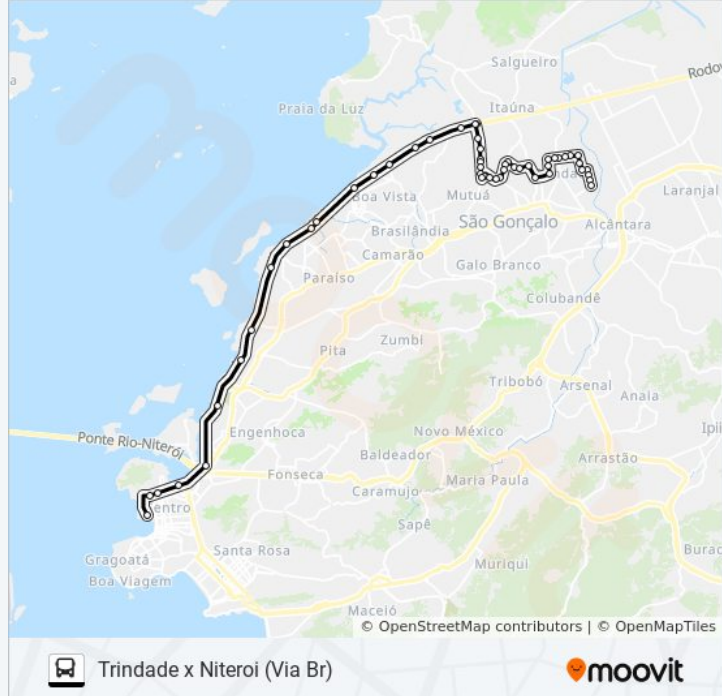 Salgueiro
Rodov
Itaúna
Praia da Luz
Laranjal
Boa Vista
Mutuá
São Gonçalo
Alcântara
Brasilândia
Camarão
Galo Branco
Paraíso
Colubandê
Zumbi
Pita
Tribobó
Arsenal
Anaia
Engenhoca
Novo México
Ponte Rio-Niterói
Baldeador
Arrastão
Fonseca
Maria Paula
Caramujo
Centro
Sapê
Santa Rosa
Gragoatá
Muriqui
Boa Viagem
Maceió
© OpenStreetMap contributors | © OpenMapTiles
Trindade x Niteroi (Via Br)
moovit